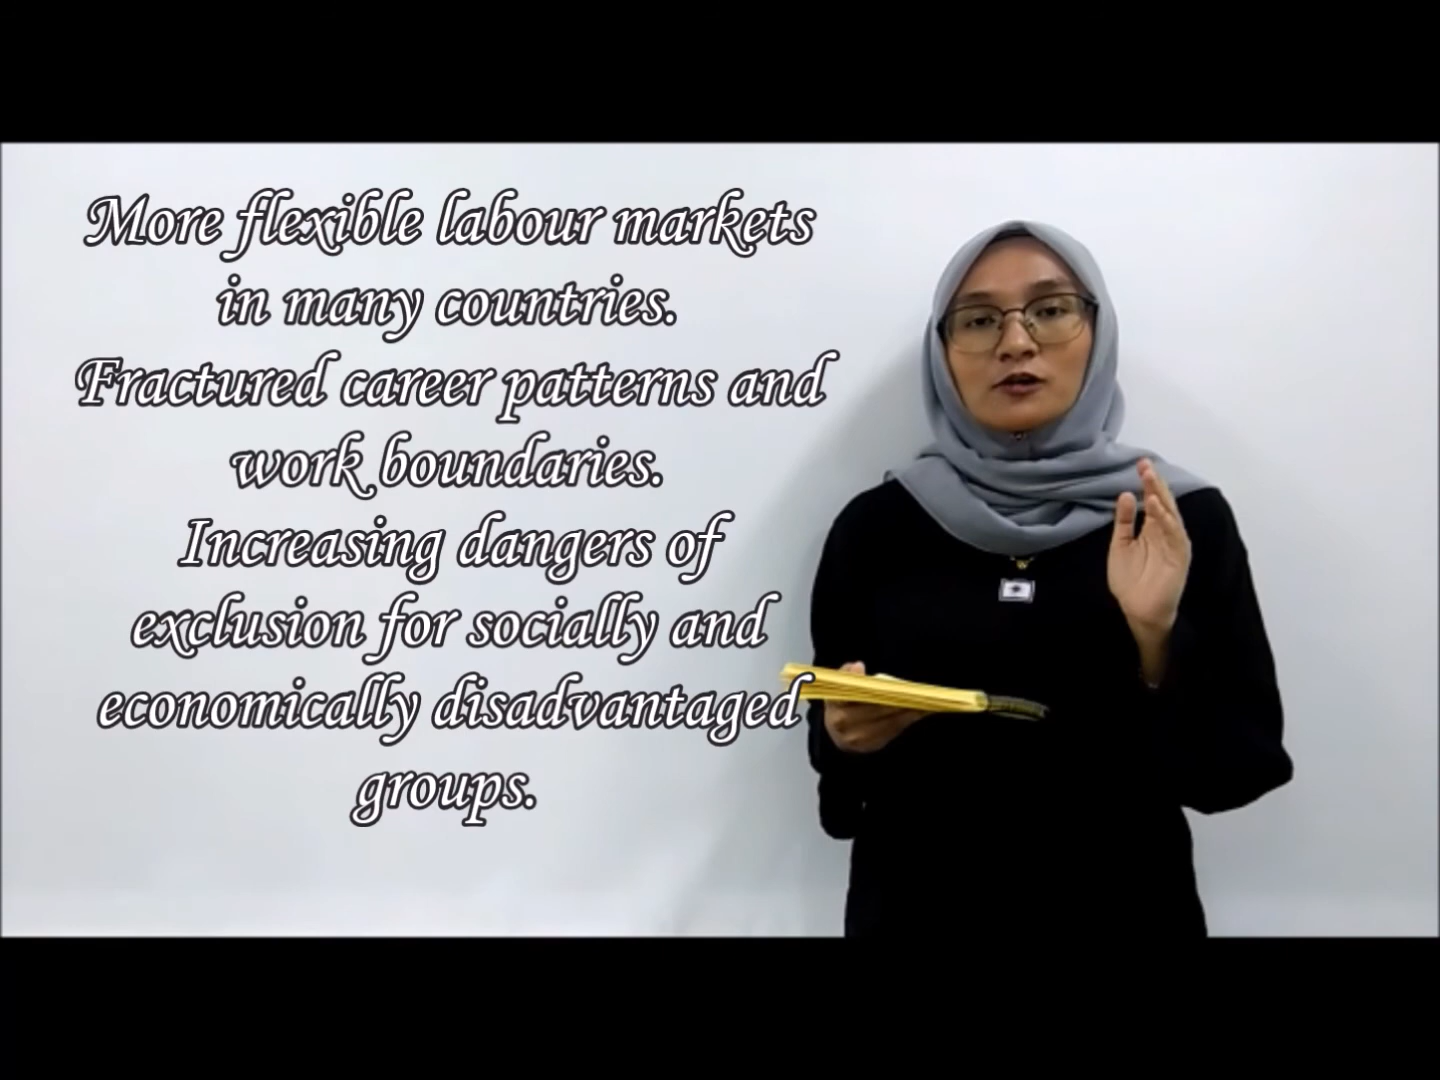 More flexible labour markets
in many countries.
Fractured career patterns and
work boundaries.
Increasing dangers of
exclusion for socially and
economically disadvantaged
groups.